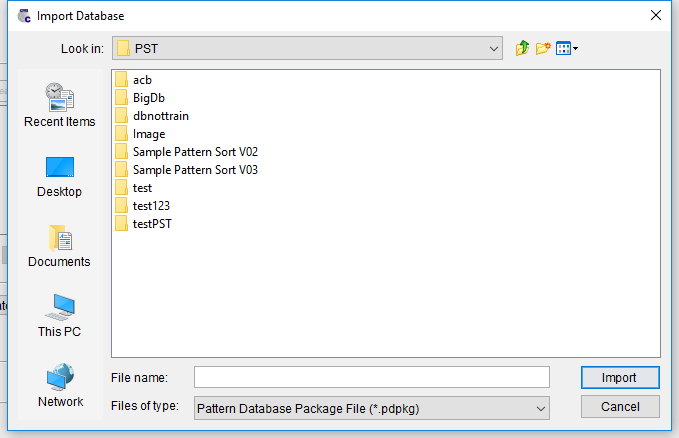 Import Database
Look in: PST
Recent Items
Desktop
Documents
This PC
Network
acb
BigDb
dbnottrain
Image
Sample Pattern Sort V02
Sample Pattern Sort V03
test
test123
testPST
File name:
Import
Files of type: Pattern Database Package File (*.pdpkg)
Cancel